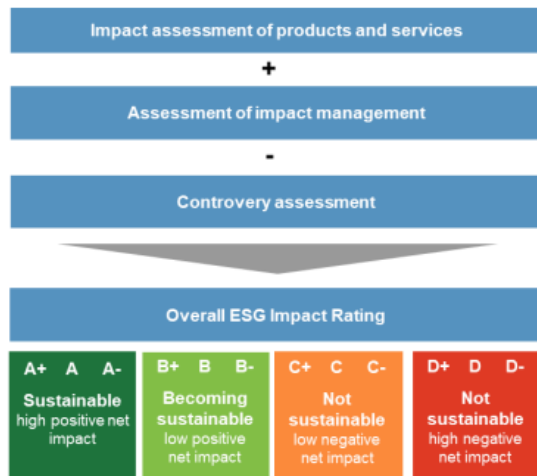 Impact assessment of products and services
+
Assessment of impact management
-
Controvery assessment
Overall ESG Impact Rating
A+ A A-
Sustainable
high positive net
impact
B+ B B-
Becoming
sustainable
low positive
net impact
C+ C C-
Not
sustainable
low negative
net impact
D+ D D-
Not
sustainable
high negative
net impact